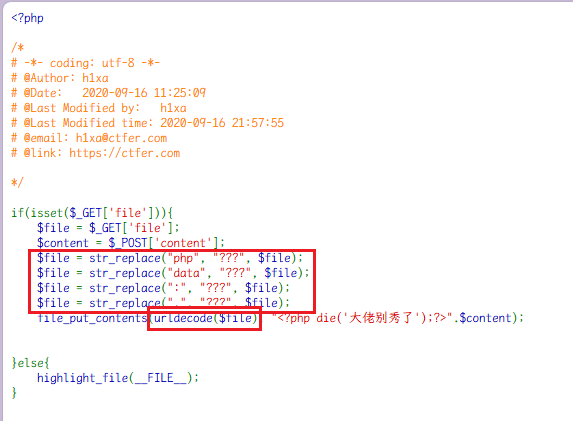 <?php
/*
# -*- coding: utf-8 -*-
# @Author: h1xa
# @Date:   2020-09-16 11:25:09
# @Last Modified by:   h1xa
# @Last Modified time: 2020-09-16 21:57:55
# @email: h1xa@ctfer.com
# @link: https://ctfer.com
*/
if(isset($_GET['file'])){
    $file = $_GET['file'];
    $content = $_POST['content'];
    $file = str_replace("php", "???", $file);
    $file = str_replace("data", "???", $file);
    $file = str_replace(":", "???", $file);
    $file = str_replace(".", "???", $file);
    file_put_contents(urldecode($file), "<?php die('大佬别秀了');?>".$content);
}else{
    highlight_file(__FILE__);
}